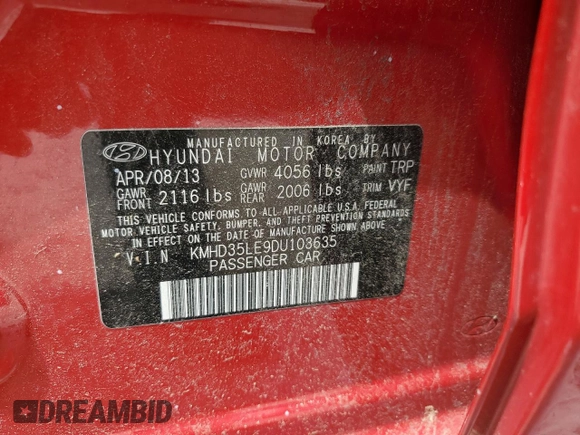 MANUFACTURED IN KOREA BY
HYUNDAI MOTOR COMPANY
APR/08/13 GVWR 4056 lbs PAINT TRP
GAWR FRONT 2116 lbs GAWR REAR 2006 lbs TRIM VYF
THIS VEHICLE CONFORMS TO ALL APPLICABLE U.S.A. FEDERAL
MOTOR VEHICLE SAFETY, BUMPER, AND THEFT PREVENTION STANDARDS
IN EFFECT ON THE DATE OF MANUFACTURE SHOWN ABOVE.
V.I.N KMHD35LE9DU103635
PASSENGER CAR
DREAMBID